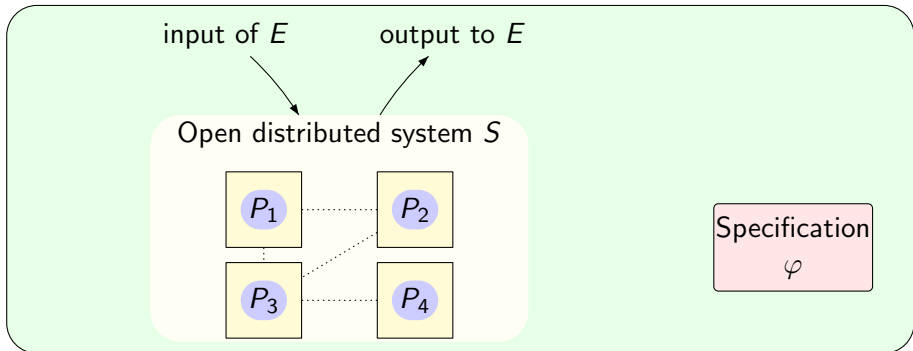 input of E
output to E
Open distributed system S
P₁
P₂
P₃
P₄
Specification
φ